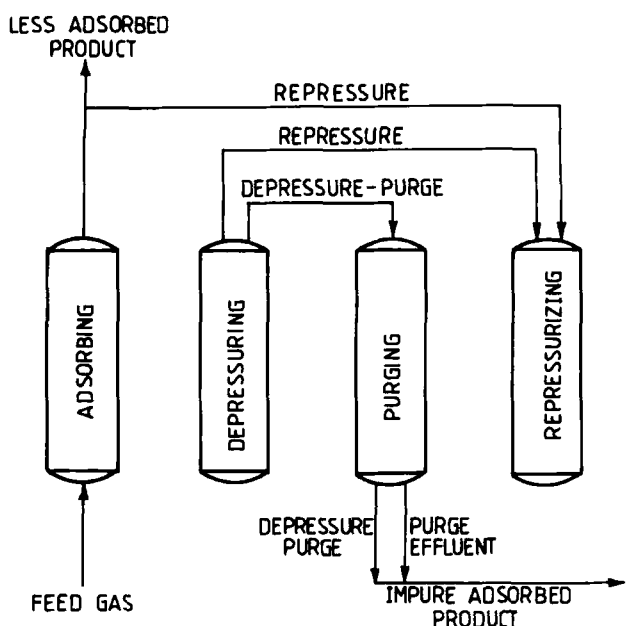 LESS ADSORBED
PRODUCT
REPRESSURE
REPRESSURE
DEPRESSURE-PURGE
ADSORBING
DEPRESSURING
PURGING
REPRESSURIZING
DEPRESSURE
PURGE
PURGE
EFFLUENT
FEED GAS
IMPURE ADSORBED
PRODUCT